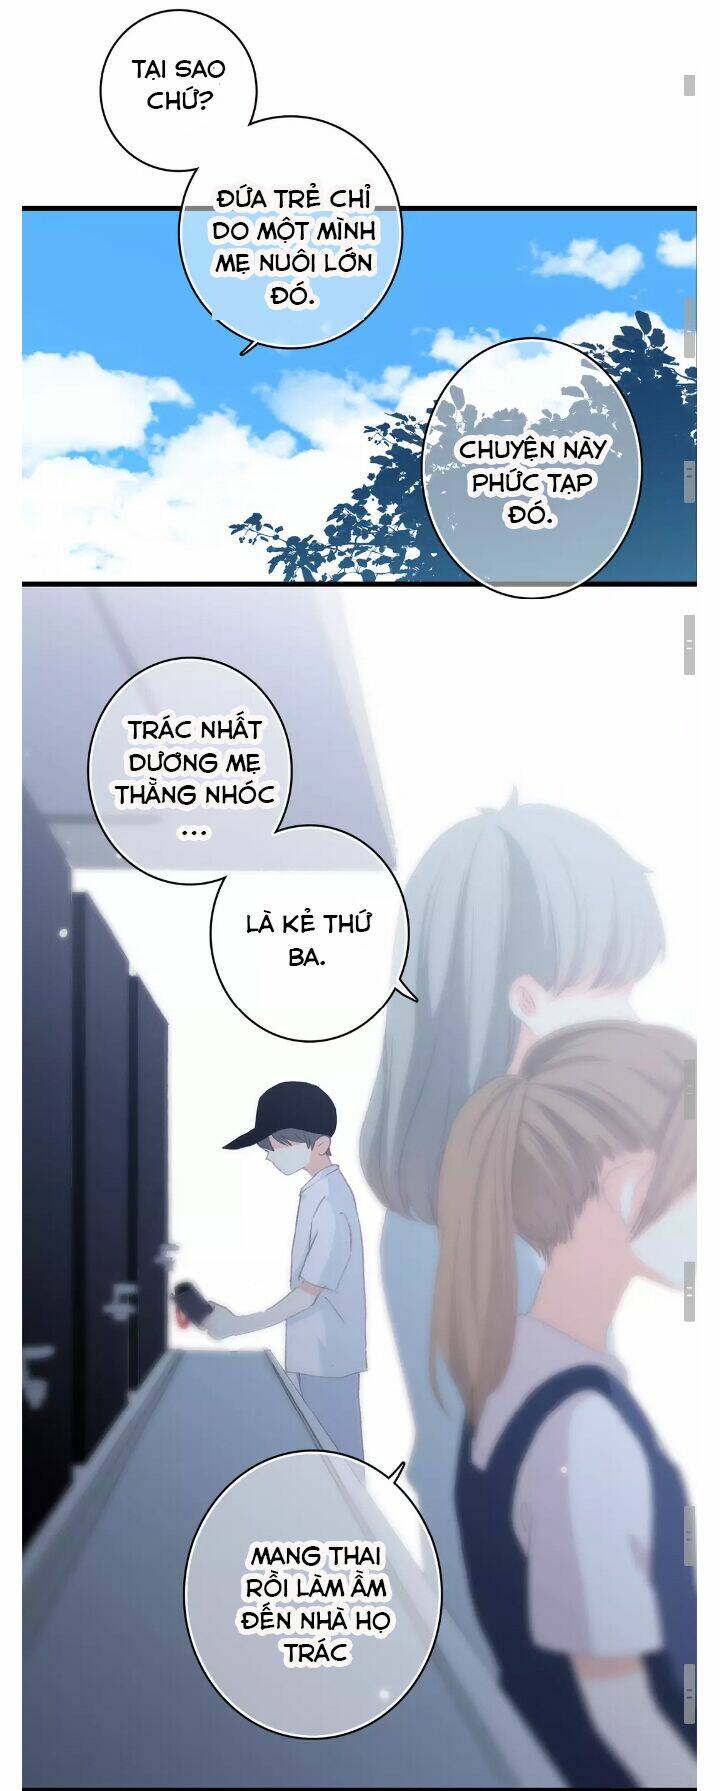 TẠI SAO
CHỨ?
ĐỨA TRẺ CHỈ
DO MỘT MÌNH
MẸ NUÔI LỚN
ĐÓ.
CHUYỆN NÀY
PHỨC TẠP
ĐÓ.
TRÁC NHẤT
DƯƠNG MẸ
THẰNG NHÓC
...
LÀ KẺ THỨ
BA.
MANG THAI
RỒI LÀM ẦM
ĐẾN NHÀ HỌ
TRÁC